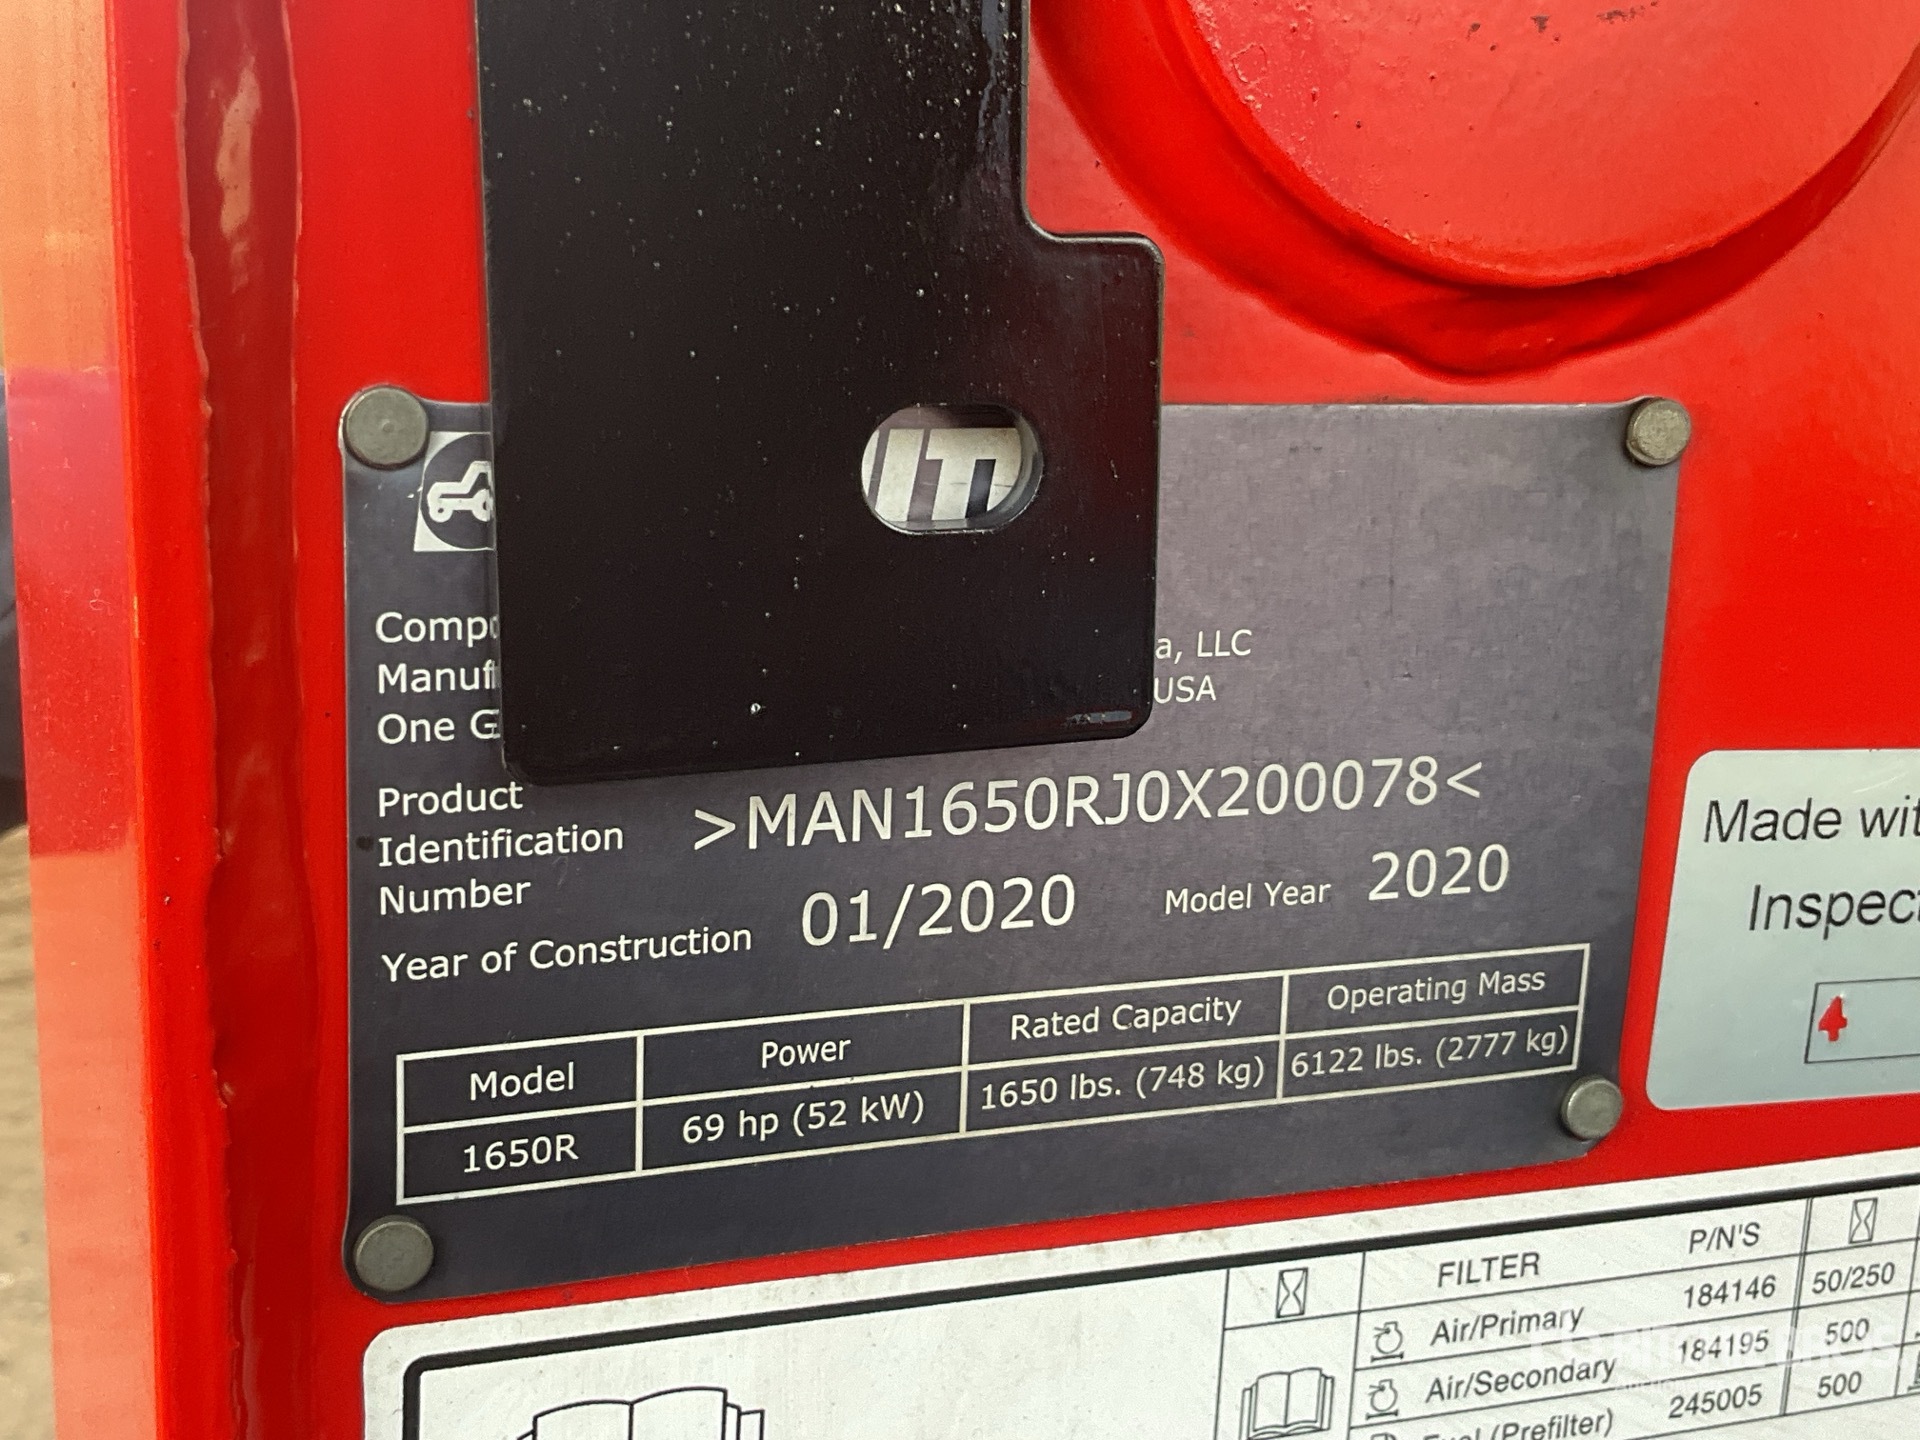 a, LLC
USA
One G
Product
Identification
Number
>MAN1650RJ0X200078<
Year of Construction 01/2020 Model Year 2020
Model Power Rated Capacity Operating Mass
1650R 69 hp (52 kW) 1650 lbs. (748 kg) 6122 lbs. (2777 kg)
Made wit
Inspec
4
FILTER P/N'S
Air/Primary 184146 50/250
Air/Secondary 184195 500
(Prefilter) 245005 500